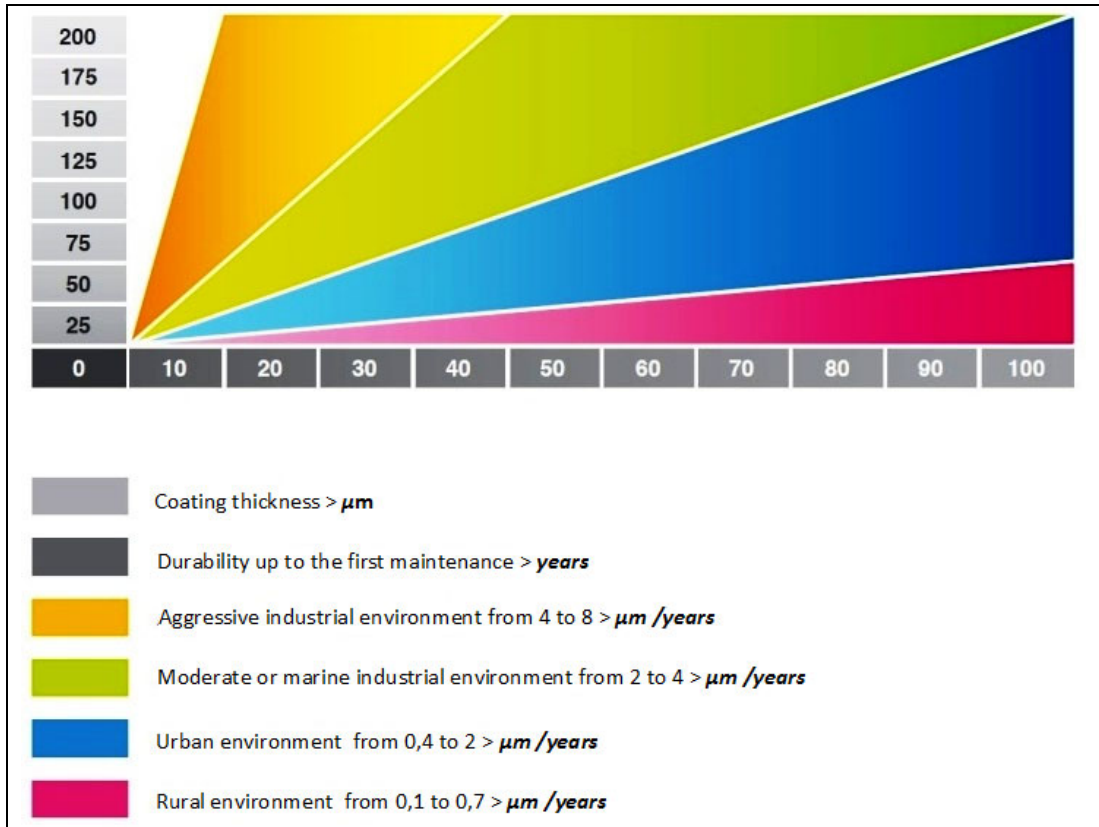 200
175
150
125
100
75
50
25
0 10 20 30 40 50 60 70 80 90 100
Coating thickness > µm
Durability up to the first maintenance > years
Aggressive industrial environment from 4 to 8 > µm /years
Moderate or marine industrial environment from 2 to 4 > µm /years
Urban environment from 0,4 to 2 > µm /years
Rural environment from 0,1 to 0,7 > µm /years